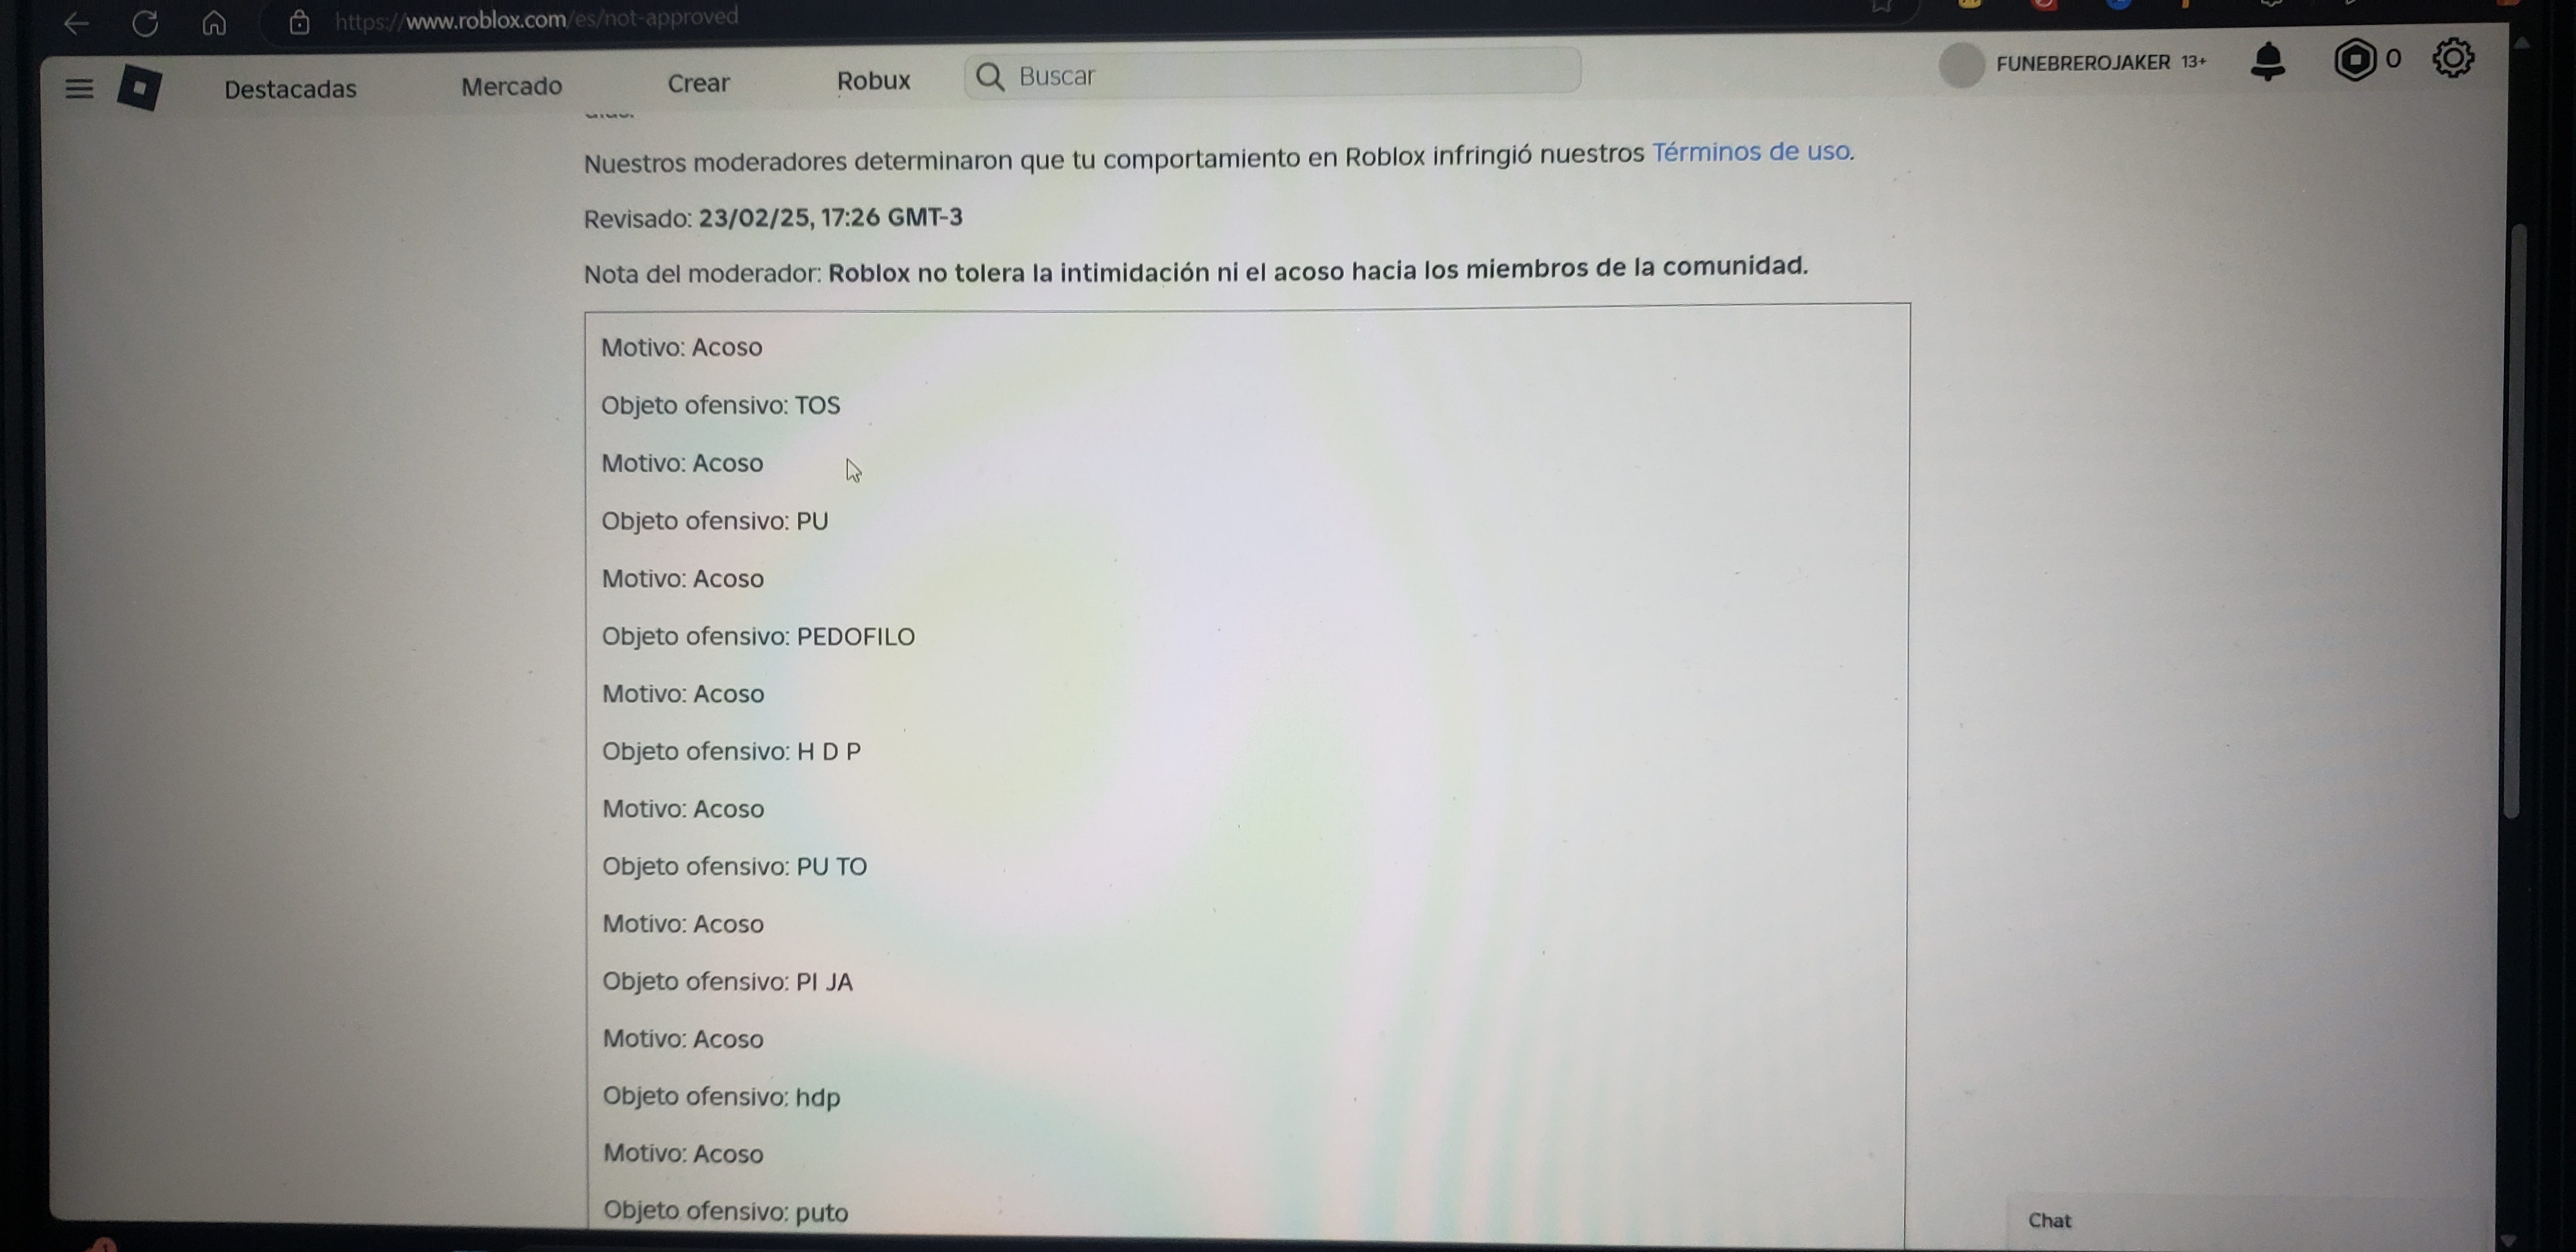 https://www.roblox.com/es/not-approved
Destacadas
Mercado
Crear
Robux
Buscar
FUNEBREROJAKER 13+
0
Nuestros moderadores determinaron que tu comportamiento en Roblox infringió nuestros Términos de uso.
Revisado: 23/02/25, 17:26 GMT-3
Nota del moderador: Roblox no tolera la intimidación ni el acoso hacia los miembros de la comunidad.
Motivo: Acoso
Objeto ofensivo: TOS
Motivo: Acoso
Objeto ofensivo: PU
Motivo: Acoso
Objeto ofensivo: PEDOFILO
Motivo: Acoso
Objeto ofensivo: H D P
Motivo: Acoso
Objeto ofensivo: PU TO
Motivo: Acoso
Objeto ofensivo: PI JA
Motivo: Acoso
Objeto ofensivo: hdp
Motivo: Acoso
Objeto ofensivo: puto
Chat